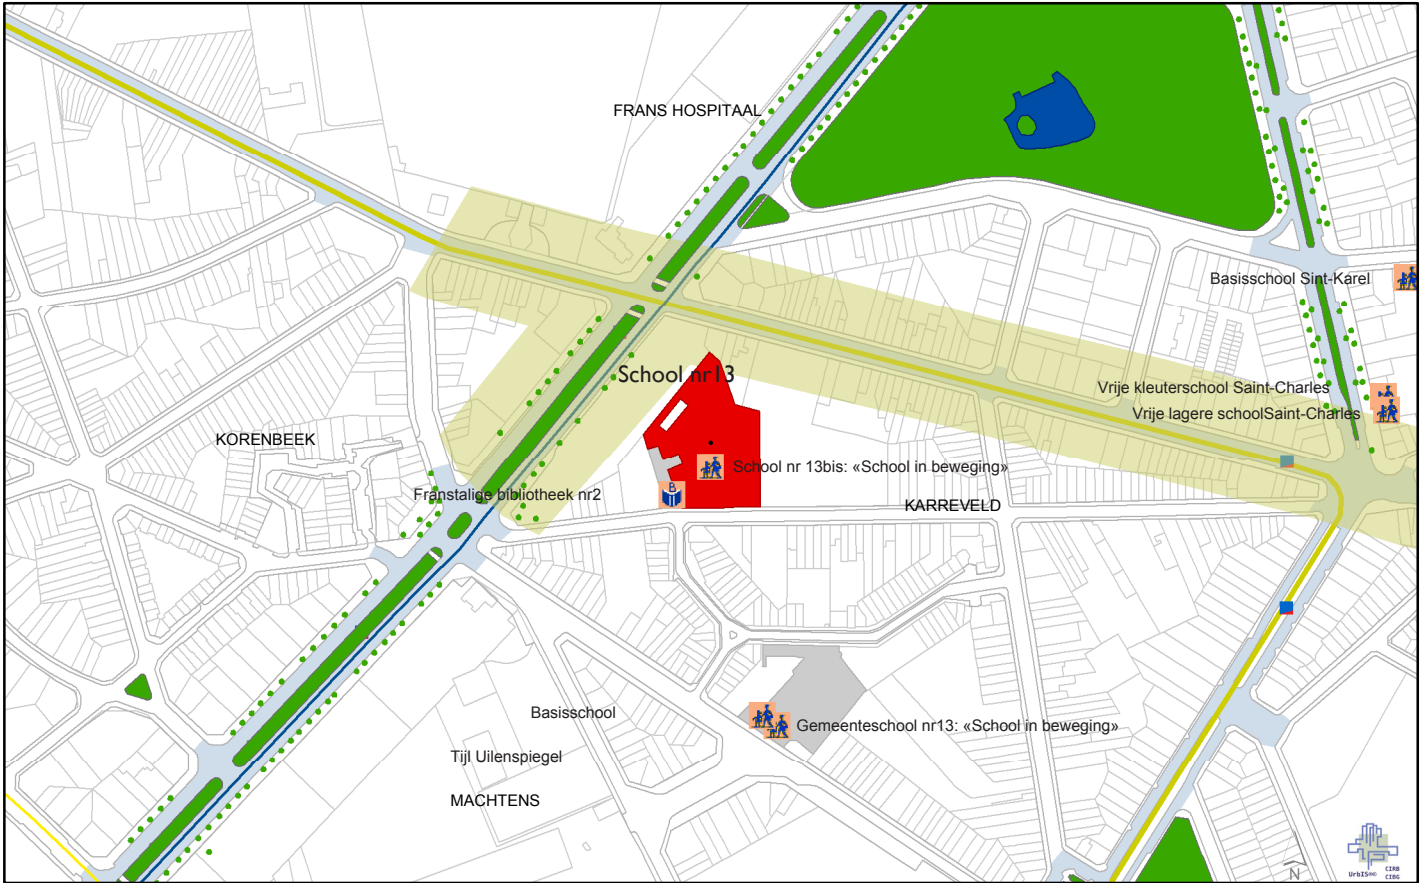 FRANS HOSPITAAL
Basisschool Sint-Karel
School nr13
Vrije kleuterschool Saint-Charles
Vrije lagere schoolSaint-Charles
KORENBEEK
School nr 13bis: «School in beweging»
B
Franstalige bibliotheek nr2
KARREVELD
Basisschool
Gemeenteschool nr13: «School in beweging»
Tijl Uilenspiegel
MACHTENS
N
UrbIS
CIRB
CIBG